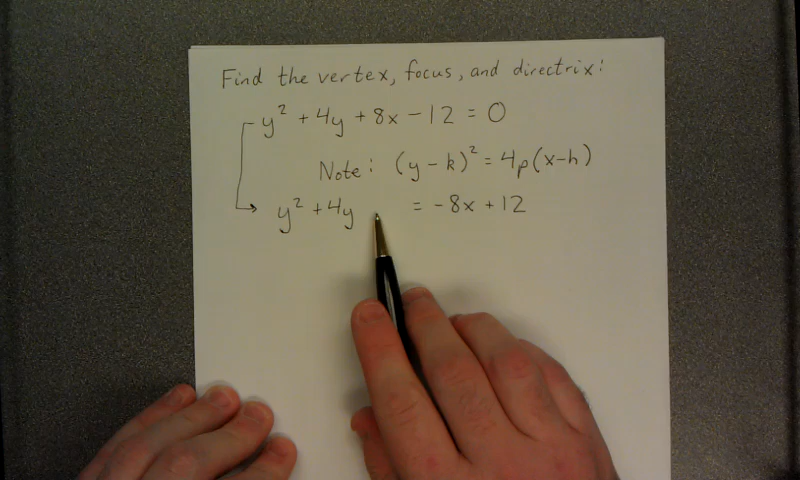 Find the vertex, focus, and directrix:
y² + 4y + 8x - 12 = 0
Note: (y - k)² = 4p(x-h)
y² + 4y = -8x + 12